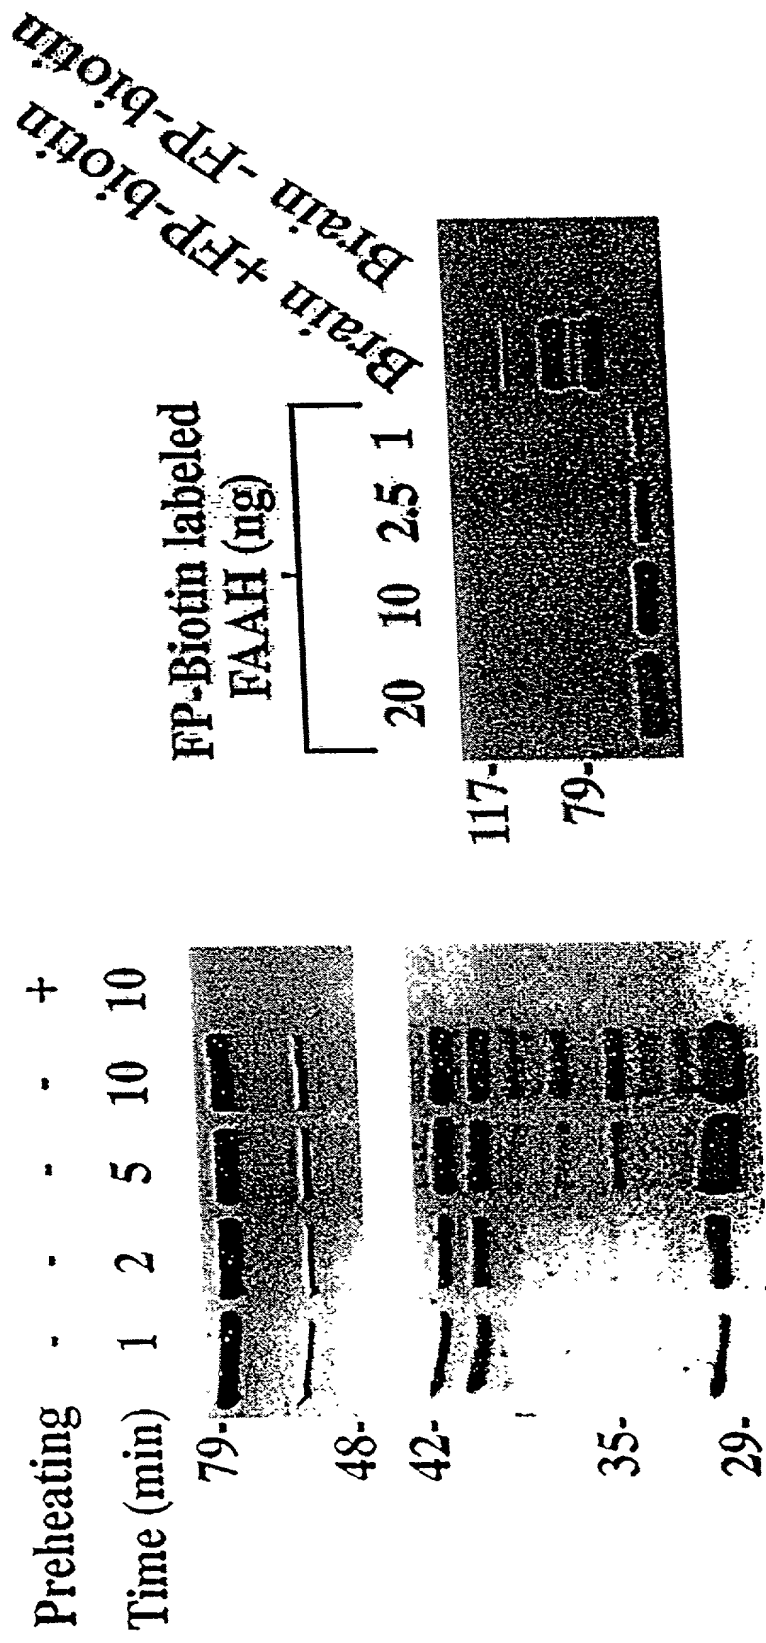 Preheating - - - - +
Time (min) 1 2 5 10 10
79-
48-
42-
35-
29-
FP-Biotin labeled
FAAH (ng)
20 10 2.5 1
Brain +FP-biotin
Brain -FP-biotin
117-
79-